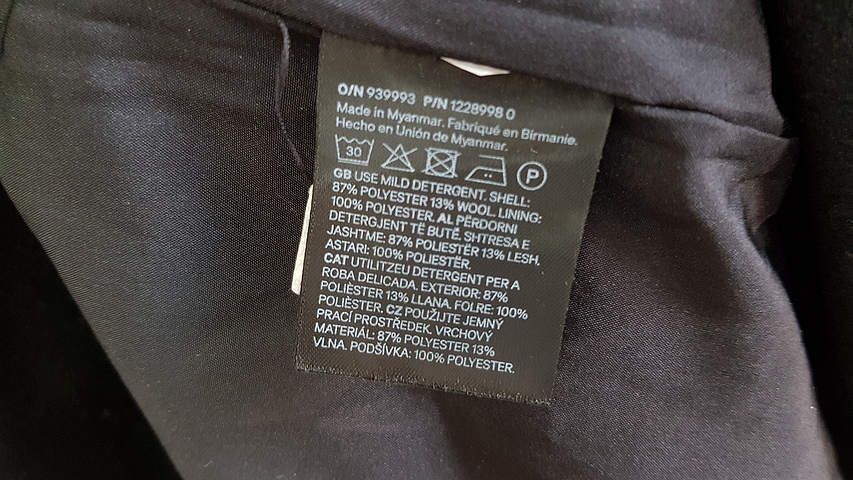 O/N 939993 P/N 1228998 0
Made in Myanmar. Fabriqué en Birmanie.
Hecho en Unión de Myanmar.
30 P
GB USE MILD DETERGENT. SHELL:
87% POLYESTER 13% WOOL. LINING:
100% POLYESTER. AL PËRDORNI
DETERGJENT TË BUTË. SHTRESA E
JASHTME: 87% POLIESTËR 13% LESH.
ASTARI: 100% POLIESTËR.
CAT UTILITZEU DETERGENT PER A
ROBA DELICADA. EXTERIOR: 87%
POLIÈSTER 13% LLANA. FOLRE: 100%
POLIÈSTER. CZ POUŽIJTE JEMNÝ
PRACÍ PROSTŘEDEK. VRCHOVÝ
MATERIÁL: 87% POLYESTER 13%
VLNA. PODŠÍVKA: 100% POLYESTER.